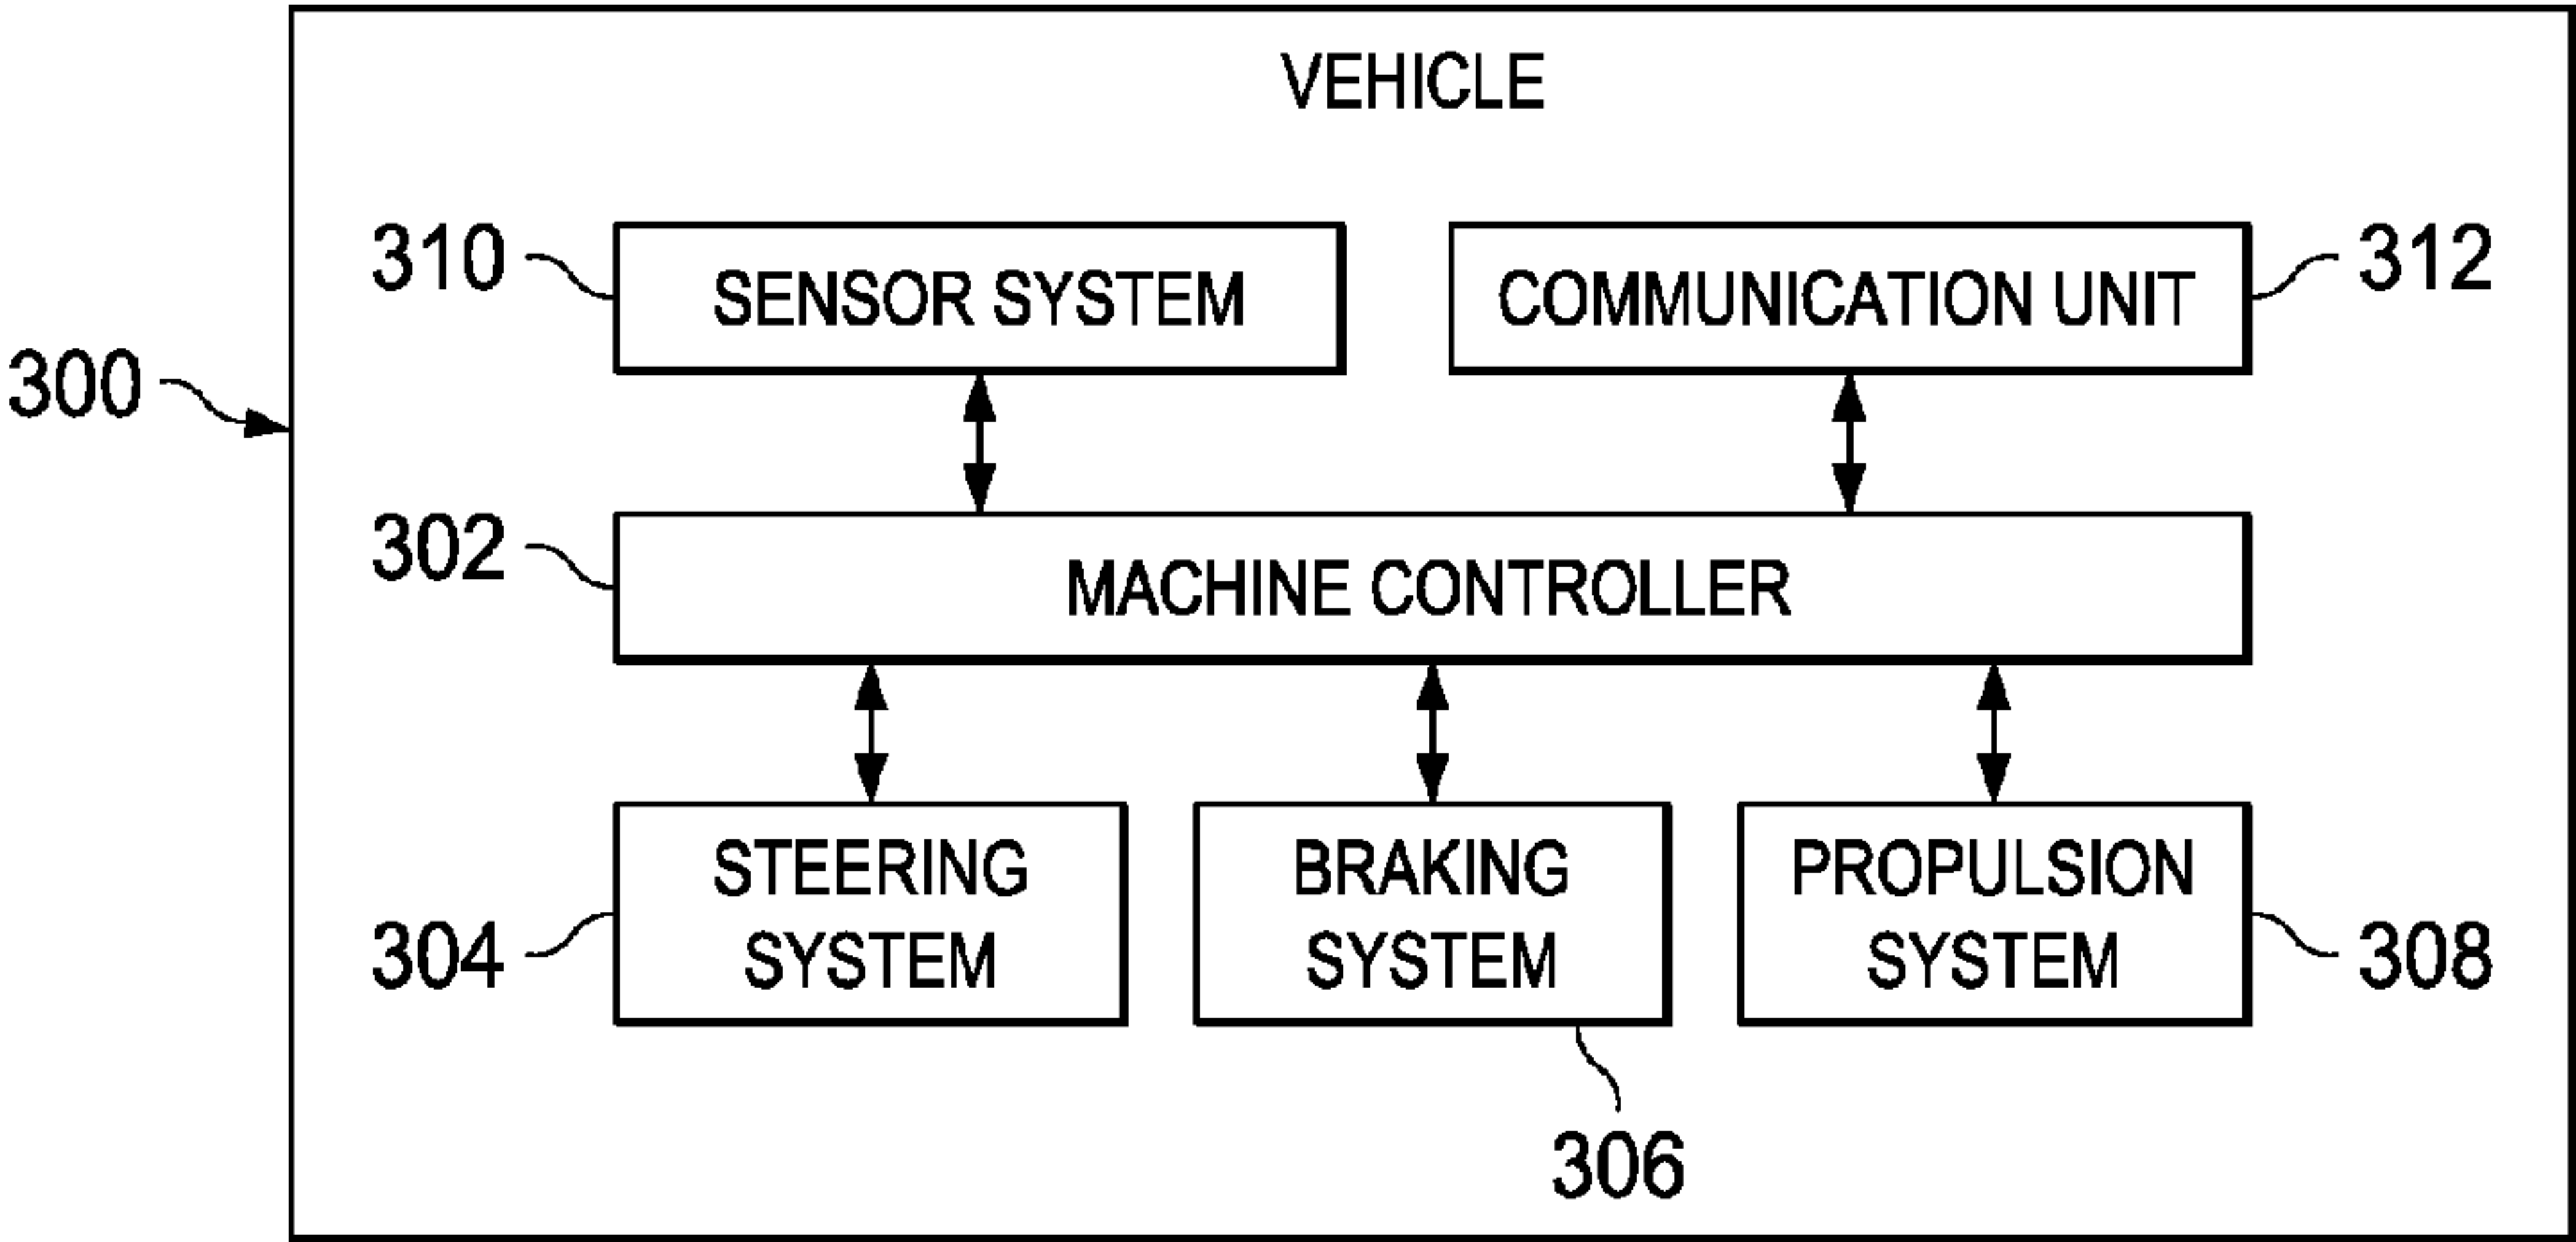 VEHICLE
310
SENSOR SYSTEM
COMMUNICATION UNIT
312
300
302
MACHINE CONTROLLER
304
STEERING
SYSTEM
BRAKING
SYSTEM
PROPULSION
SYSTEM
308
306